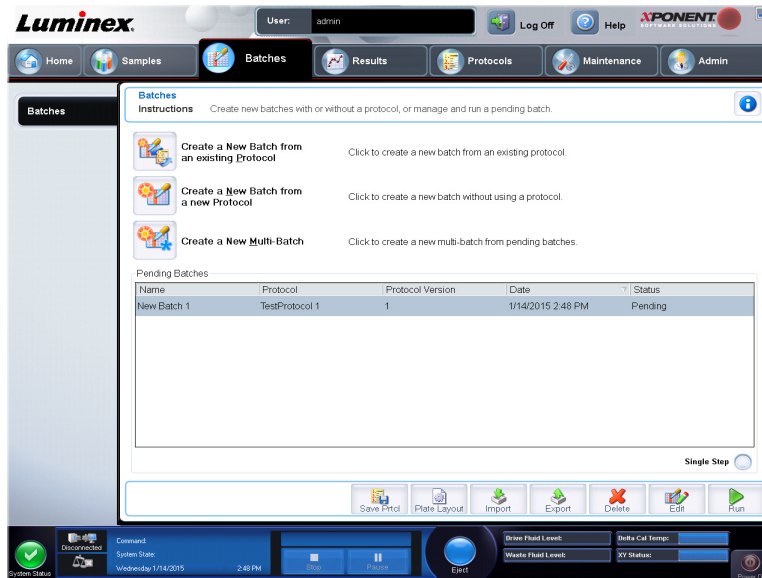 Luminex.
User: admin
Log Off
Help
XPONENT.
SOFTWARE SOLUTIONS
Home
Samples
Batches
Results
Protocols
Maintenance
Admin
Batches
Batches
Instructions Create new batches with or without a protocol, or manage and run a pending batch.
Create a New Batch from
an existing Protocol
Click to create a new batch from an existing protocol.
Create a New Batch from
a new Protocol
Click to create a new batch without using a protocol.
Create a New Multi-Batch
Click to create a new multi-batch from pending batches.
Pending Batches
Name Protocol Protocol Version Date Status
New Batch 1 TestProtocol 1 1 1/14/2015 2:48 PM Pending
Single Step
Save Prtcl
Plate Layout
Import
Export
Delete
Edit
Run
System Status
Disconnected
Command:
System State:
Wednesday 1/14/2015 2:48 PM
Stop
Pause
Eject
Drive Fluid Level:
Waste Fluid Level:
Delta Cal Temp:
XY Status: